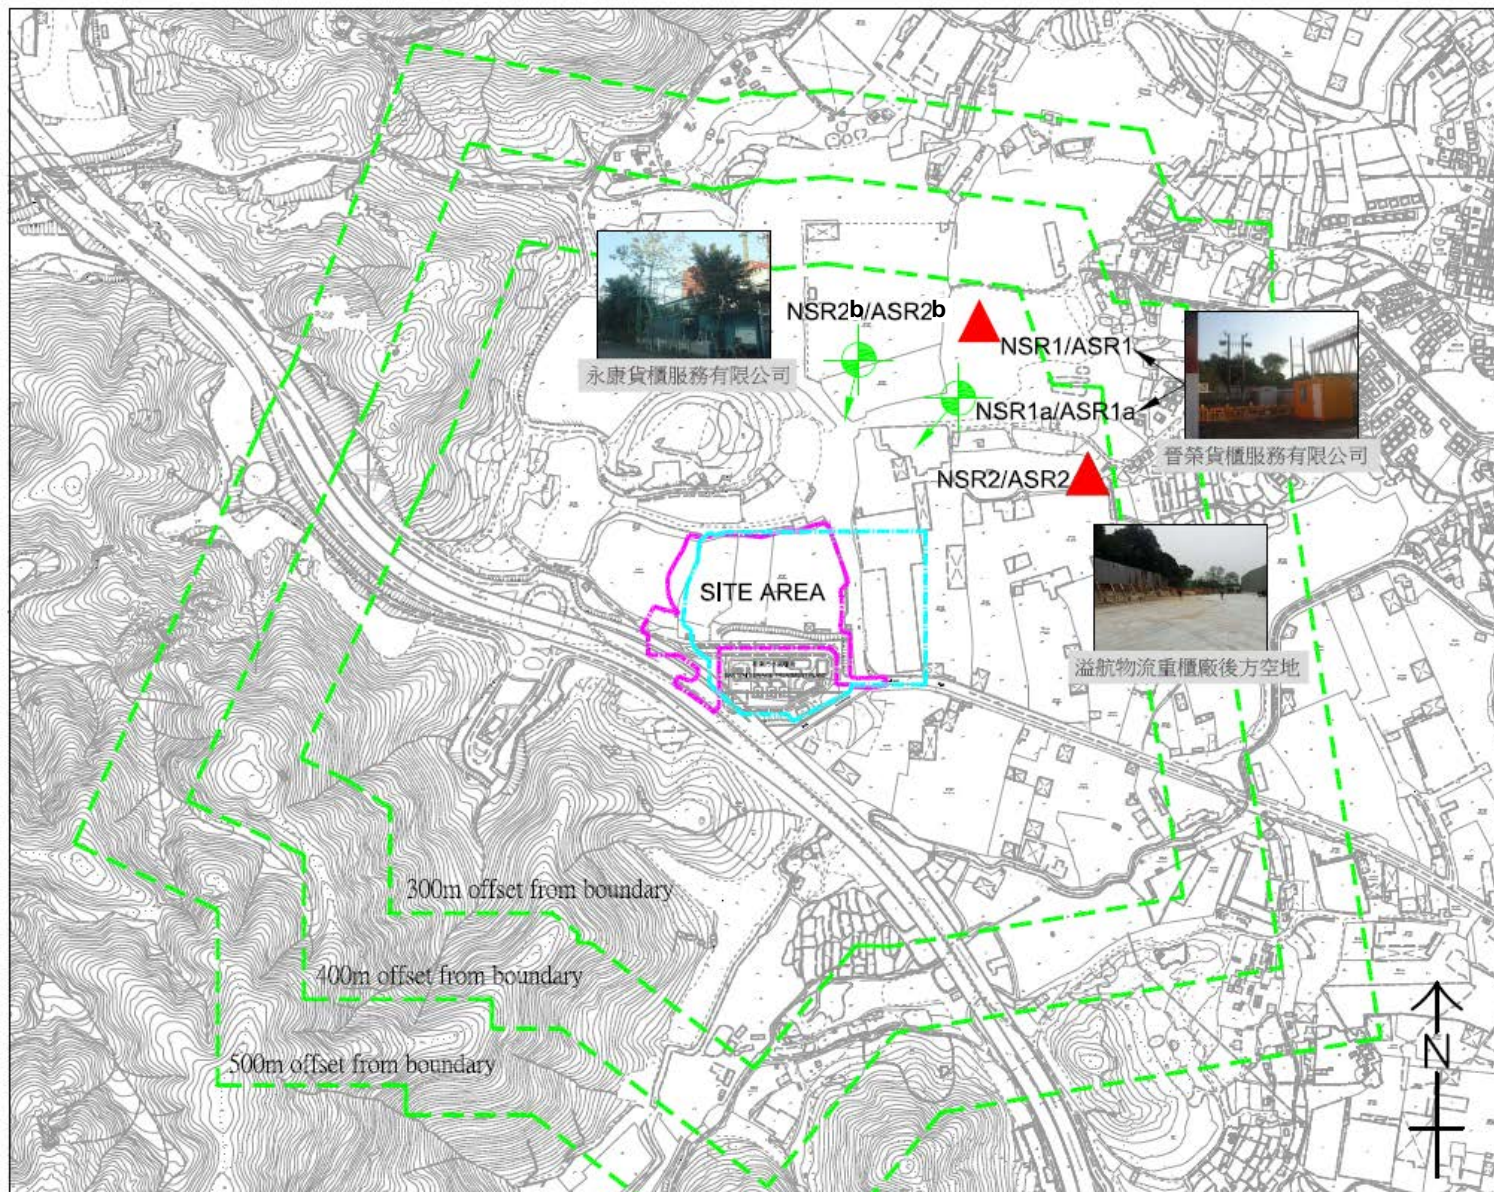 NSR2b/ASR2b
NSR1/ASR1
永康貨櫃服務有限公司
NSR1a/ASR1a
晉榮貨櫃服務有限公司
NSR2/ASR2
SITE AREA
溢航物流重櫃廠後方空地
300m offset from boundary
400m offset from boundary
500m offset from boundary
N